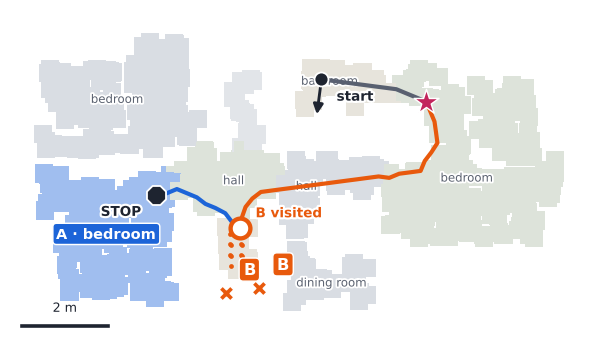 bathroom
start
bedroom
hall
hall
bedroom
STOP
B visited
A · bedroom
B
B
dining room
2 m